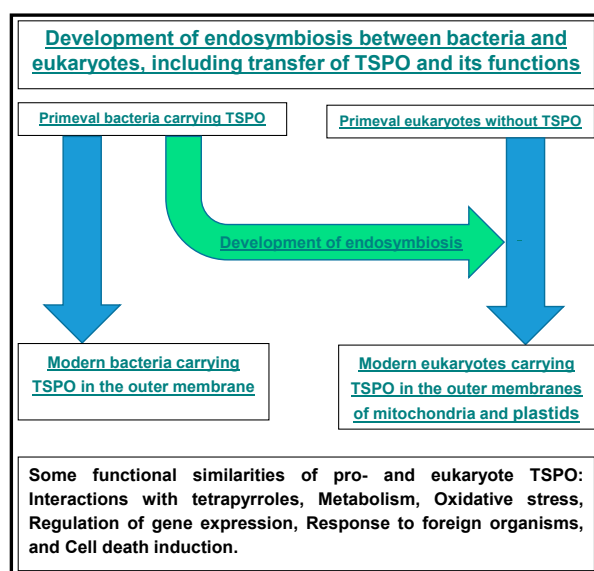 Development of endosymbiosis between bacteria and
eukaryotes, including transfer of TSPO and its functions
Primeval bacteria carrying TSPO
Primeval eukaryotes without TSPO
Development of endosymbiosis
Modern bacteria carrying
TSPO in the outer membrane
Modern eukaryotes carrying
TSPO in the outer membranes
of mitochondria and plastids
Some functional similarities of pro- and eukaryote TSPO:
Interactions with tetrapyrroles, Metabolism, Oxidative stress,
Regulation of gene expression, Response to foreign organisms,
and Cell death induction.